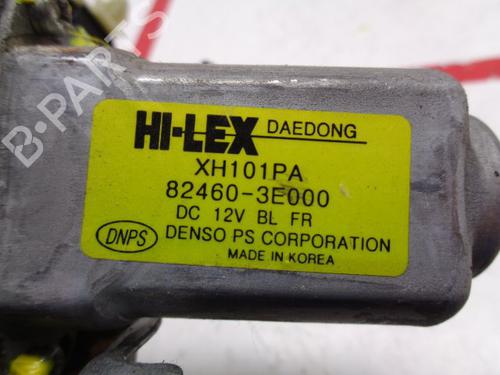 HI-LEX DAEDONG
XH101PA
82460-3E000
DC 12V BL FR
DNPS DENSO PS CORPORATION
MADE IN KOREA
B-PARTS